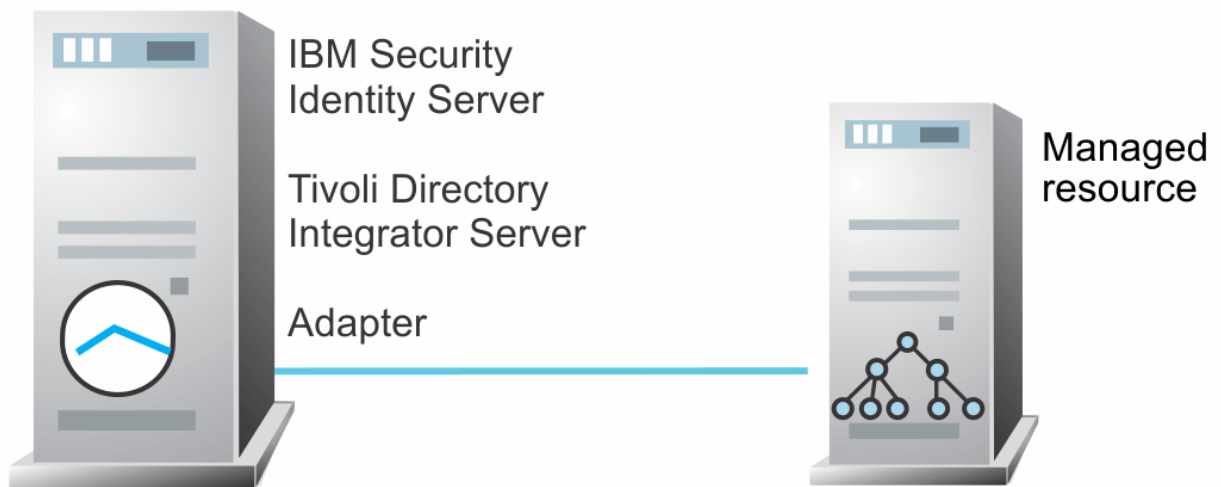 IBM Security
Identity Server
Tivoli Directory
Integrator Server
Adapter
Managed
resource